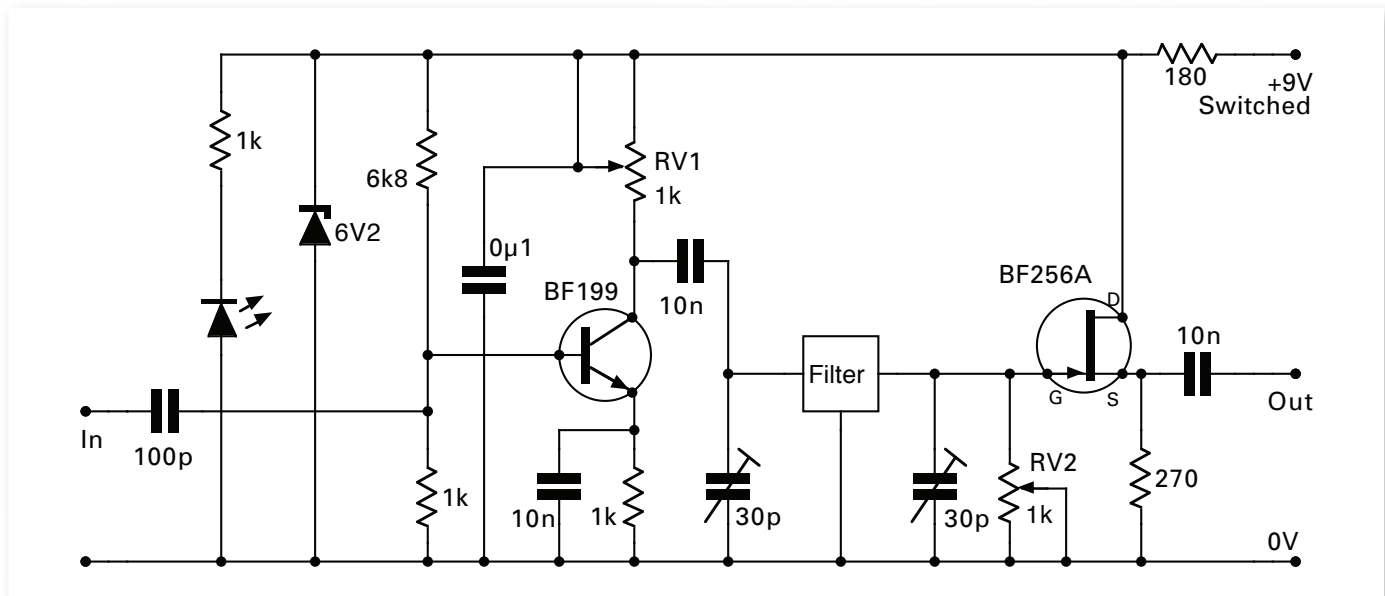 180
+9V
Switched
1k
RV1
6k8
1k
6V2
0µ1
BF256A
BF199
D
10n
10n
Filter
G
S
Out
In
100p
RV2
1k
270
10n
1k
30p
30p
1k
0V